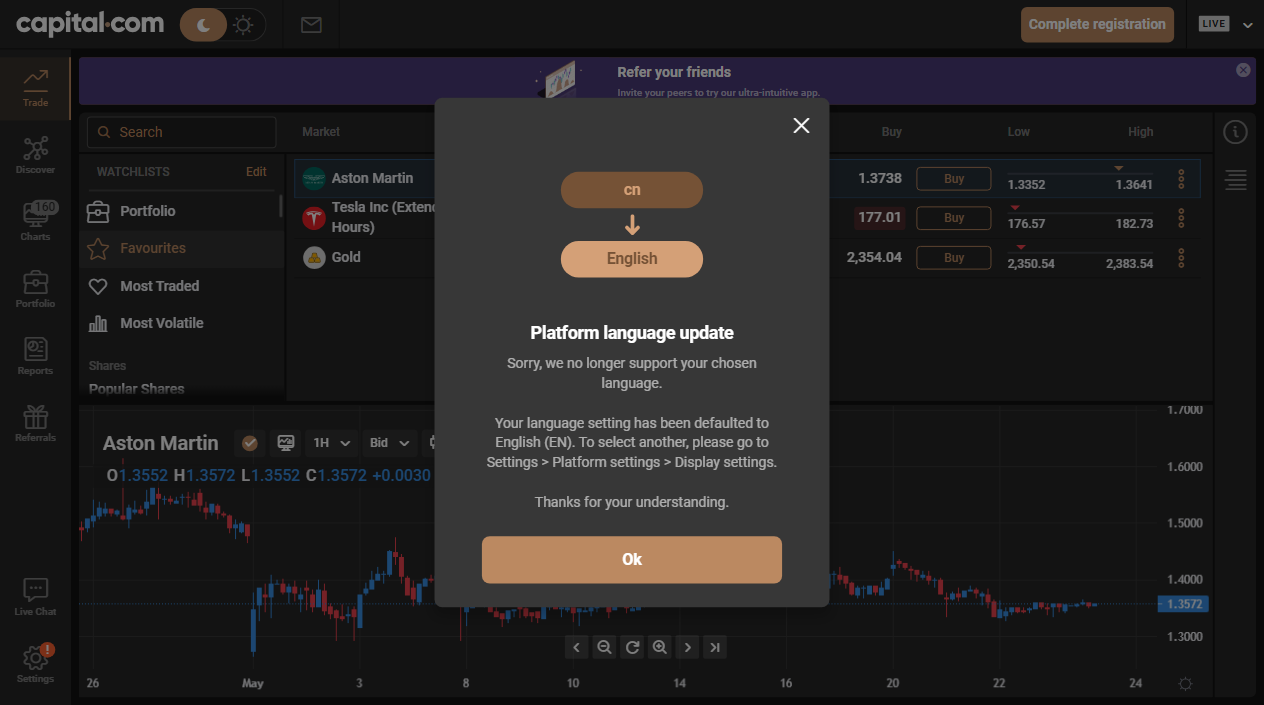 capital.com
Complete registration
LIVE
Trade
Discover
160
Charts
Portfolio
Reports
Referrals
Live Chat
!
Settings
Refer your friends
Invite your peers to try our ultra-intuitive app.
Search
WATCHLISTS
Edit
Portfolio
Favourites
Most Traded
Most Volatile
Shares
Popular Shares
Market
Buy
Low
High
Aston Martin
1.3738
Buy
1.3352
1.3641
Tesla Inc (Extend
Hours)
177.01
Buy
176.57
182.73
Gold
2,354.04
Buy
2,350.54
2,383.54
cn
English
Platform language update
Sorry, we no longer support your chosen
language.
Your language setting has been defaulted to
English (EN). To select another, please go to
Settings > Platform settings > Display settings.
Thanks for your understanding.
Ok
Aston Martin
1H
Bid
O1.3552 H1.3572 L1.3552 C1.3572 +0.0030
1.7000
1.6000
1.5000
1.4000
1.3572
1.3000
26
May
3
8
10
14
16
20
22
24